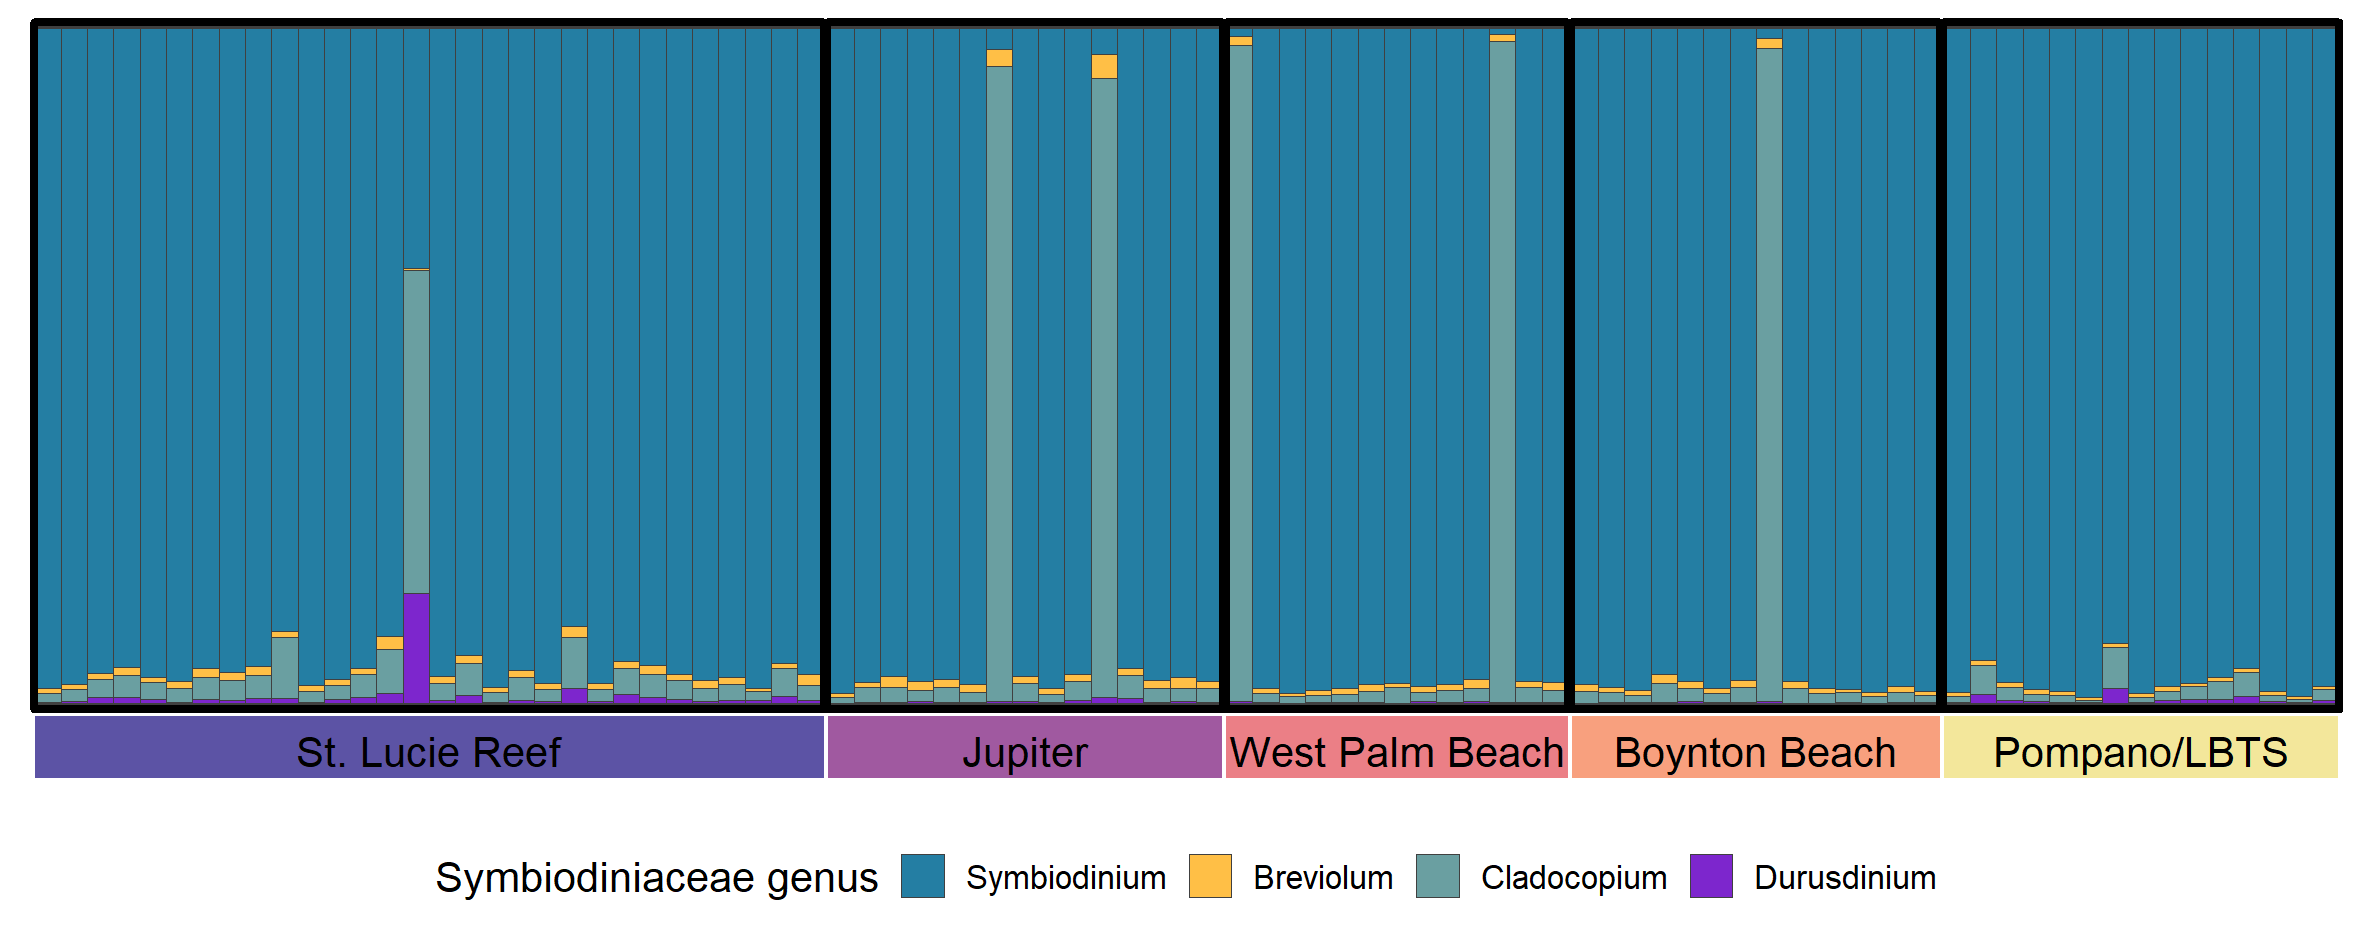 St. Lucie Reef Jupiter West Palm Beach Boynton Beach Pompano/LBTS
Symbiodiniaceae genus Symbiodinium Breviolum Cladocopium Durusdinium